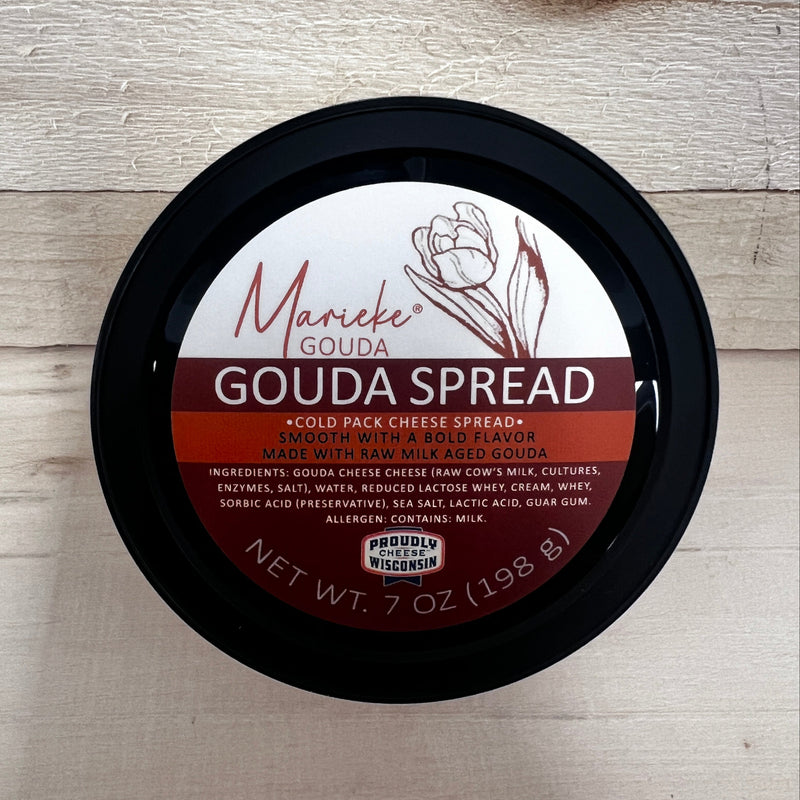 Marieke®
GOUDA
GOUDA SPREAD
•COLD PACK CHEESE SPREAD•
SMOOTH WITH A BOLD FLAVOR
MADE WITH RAW MILK AGED GOUDA
INGREDIENTS: GOUDA CHEESE CHEESE (RAW COW'S MILK, CULTURES,
ENZYMES, SALT), WATER, REDUCED LACTOSE WHEY, CREAM, WHEY,
SORBIC ACID (PRESERVATIVE), SEA SALT, LACTIC ACID, GUAR GUM.
ALLERGEN: CONTAINS: MILK.
PROUDLY
CHEESE
WISCONSIN
NET WT. 7 OZ (198 g)